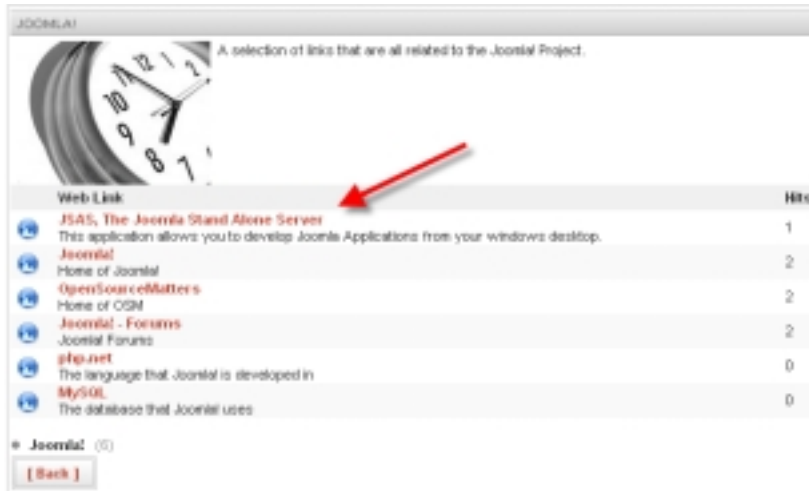 JOOMLA!
A selection of links that are all related to the Joomla! Project.
11 12 1 2
10
9
8 7
Web Link Hits
JSAS, The Joomla Stand Alone Server 1
This application allows you to develop Joomla Applications from your windows desktop.
Joomla! 2
Home of Joomla!
OpenSourceMatters 2
Home of OSM
Joomla! - Forums 2
Joomla! Forums
php.net 0
The language that Joomla! is developed in
MySQL 0
The database that Joomla! uses
Joomla! (6)
[ Back ]